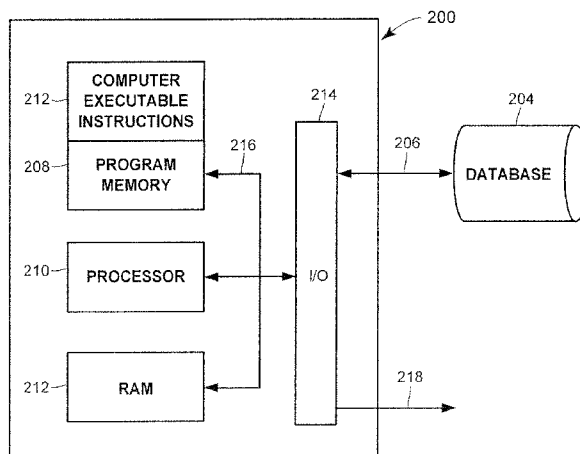 200
212
COMPUTER
EXECUTABLE
INSTRUCTIONS
214
204
208
PROGRAM
MEMORY
216
206
DATABASE
210
PROCESSOR
I/O
212
RAM
218